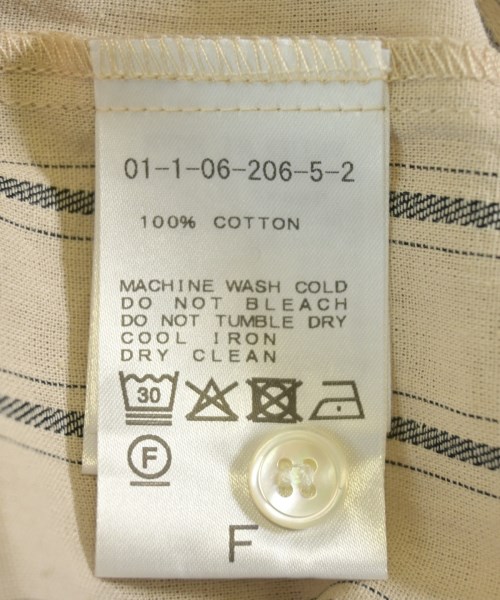 01-1-06-206-5-2
100% COTTON
MACHINE WASH COLD
DO NOT BLEACH
DO NOT TUMBLE DRY
COOL IRON
DRY CLEAN
30
F
F